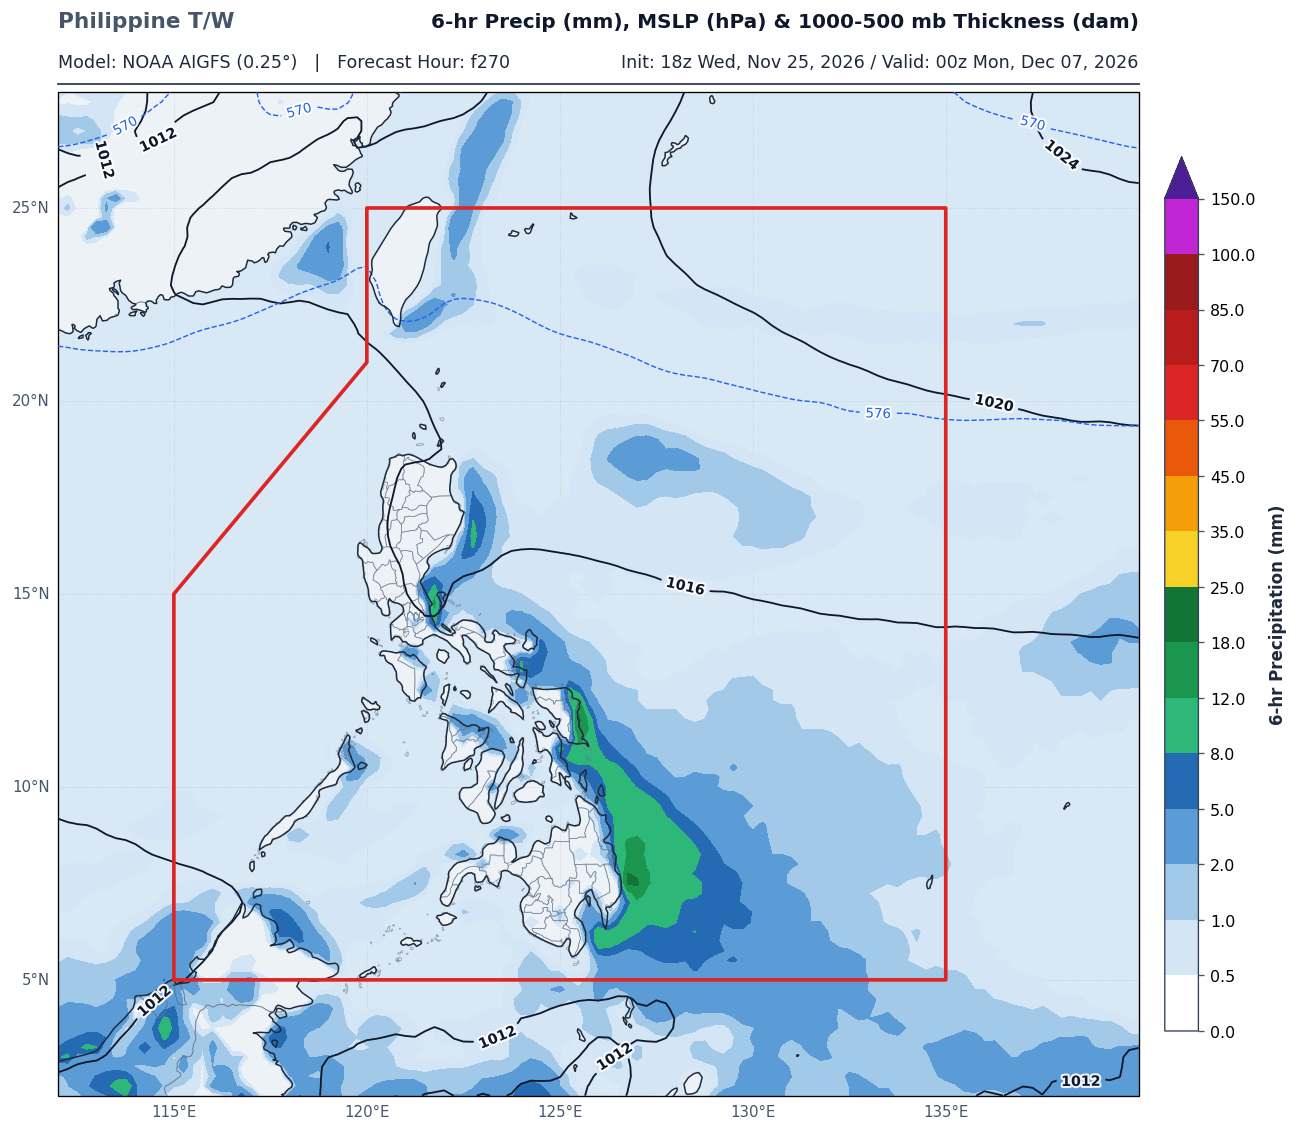 Philippine T/W
6-hr Precip (mm), MSLP (hPa) & 1000-500 mb Thickness (dam)
Model: NOAA AIGFS (0.25°) | Forecast Hour: f270
Init: 18z Wed, Nov 25, 2026 / Valid: 00z Mon, Dec 07, 2026
570
570
570
1012
1012
1024
25°N
20°N
15°N
10°N
5°N
1020
576
1016
1012
1012
1012
1012
115°E
120°E
125°E
130°E
135°E
150.0
100.0
85.0
70.0
55.0
45.0
35.0
25.0
18.0
12.0
8.0
5.0
2.0
1.0
0.5
0.0
6-hr Precipitation (mm)